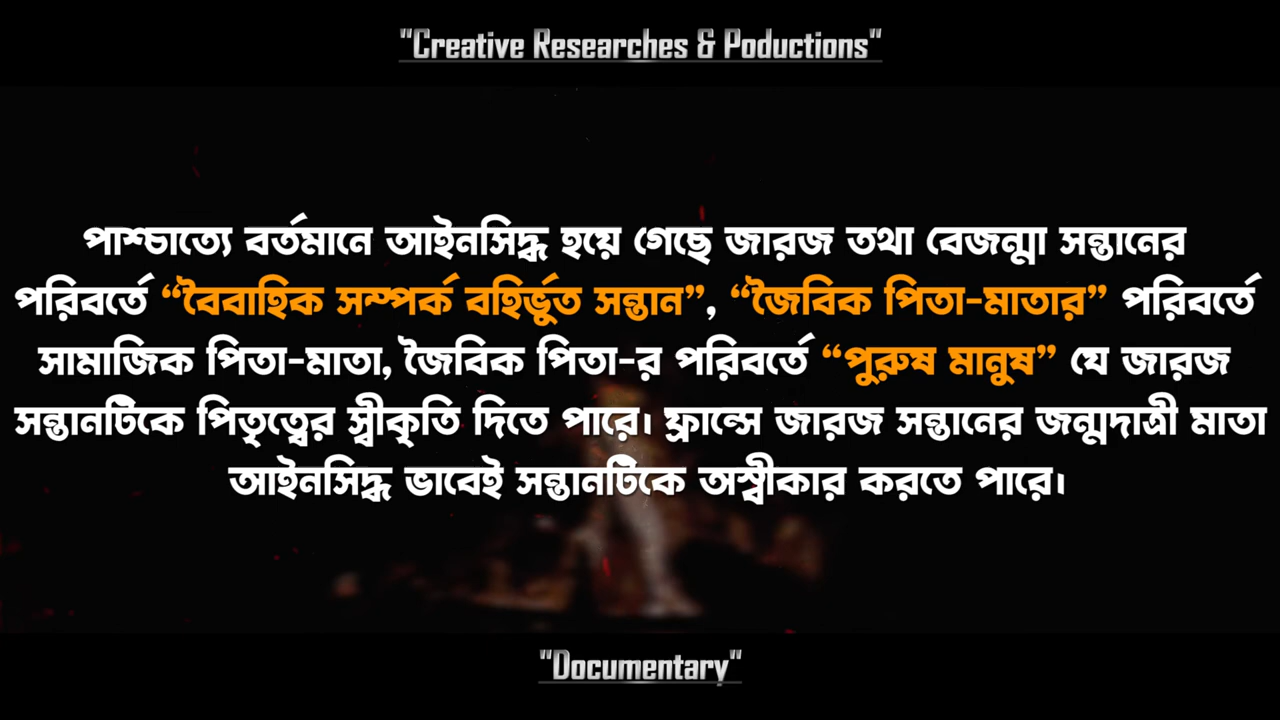 "Creative Researches & Poductions"
পাশ্চাত্যে বর্তমানে আইনসিদ্ধ হয়ে গেছে জারজ তথা বেজন্মা সন্তানের
পরিবর্তে “বৈবাহিক সম্পর্ক বহির্ভুত সন্তান”, “জৈবিক পিতা-মাতার” পরিবর্তে
সামাজিক পিতা-মাতা, জৈবিক পিতা-র পরিবর্তে “পুরুষ মানুষ” যে জারজ
সন্তানটিকে পিতৃত্বের স্বীকৃতি দিতে পারে। ফ্রান্সে জারজ সন্তানের জন্মদাত্রী মাতা
আইনসিদ্ধ ভাবেই সন্তানটিকে অস্বীকার করতে পারে।
"Documentary"